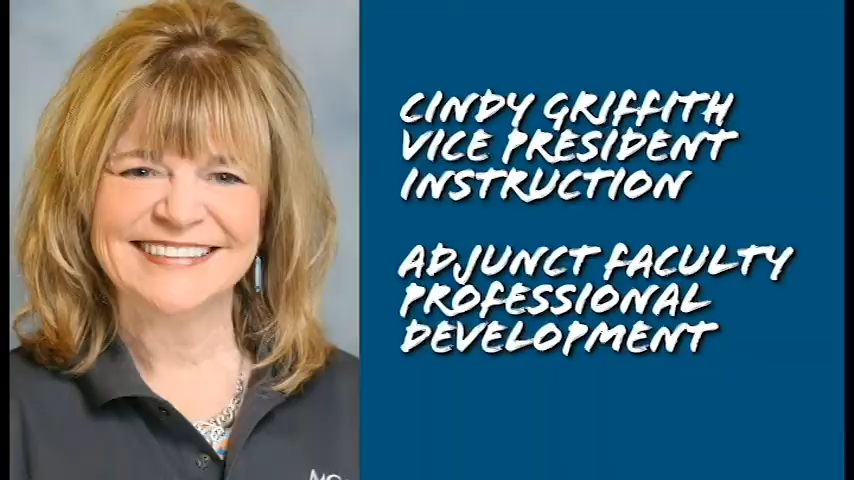 CINDY GRIFFITH
VICE PRESIDENT
INSTRUCTION
ADJUNCT FACULTY
PROFESSIONAL
DEVELOPMENT